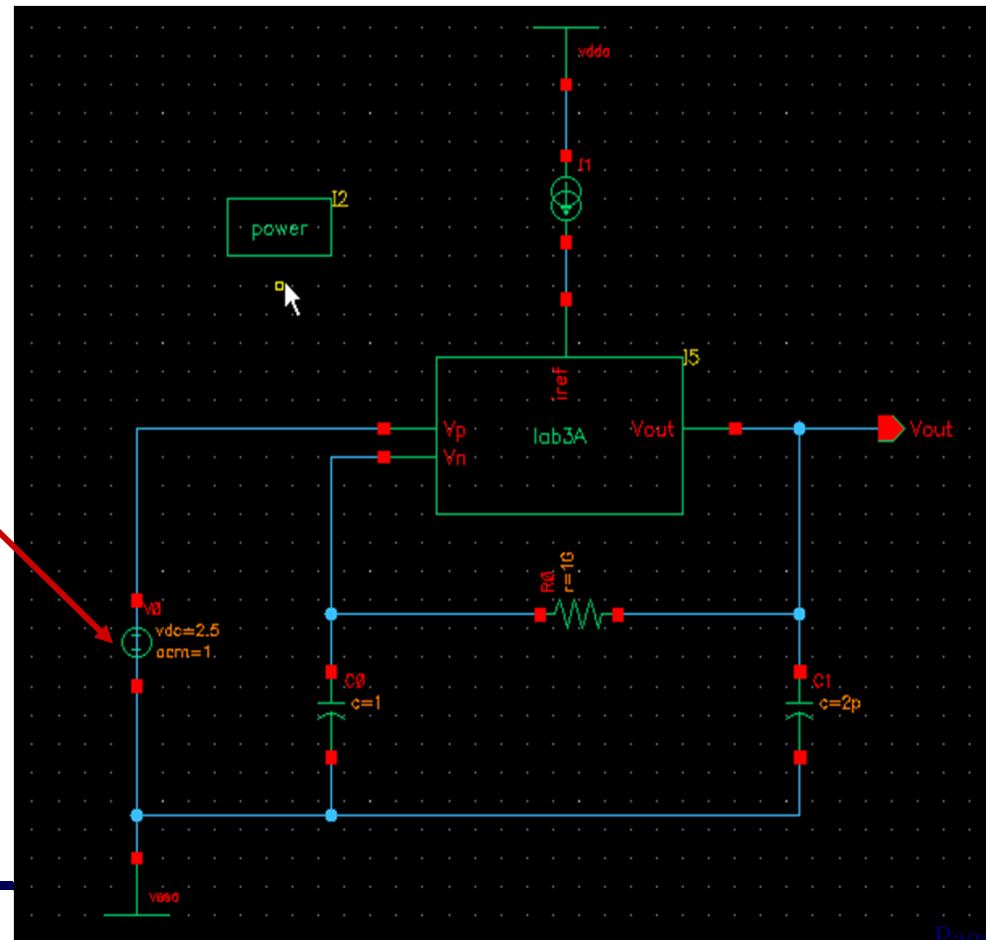 vdda
I1
I2
power
I5
iref
Vp
lab3A
Vout
Vout
Vn
R0
r=1G
V0
vdc=2.5
acm=1
C0
c=1
C1
c=2p
vssa